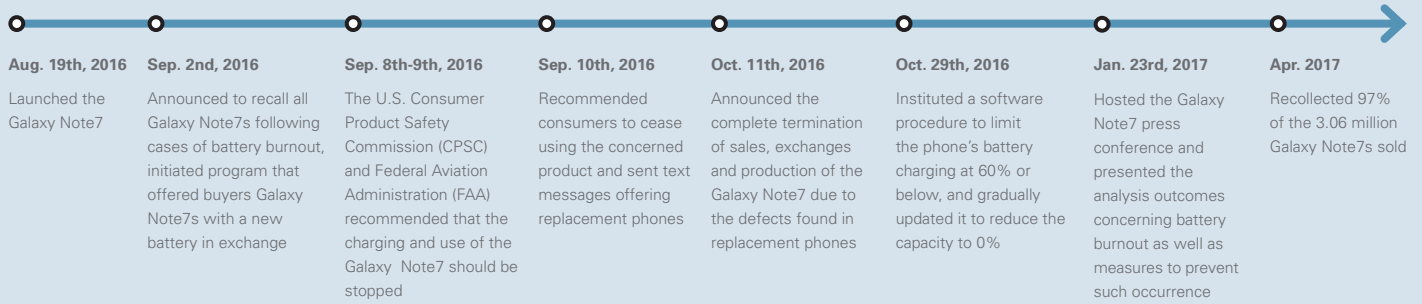 Aug. 19th, 2016
Launched the
Galaxy Note7
Sep. 2nd, 2016
Announced to recall all
Galaxy Note7s following
cases of battery burnout,
initiated program that
offered buyers Galaxy
Note7s with a new
battery in exchange
Sep. 8th-9th, 2016
The U.S. Consumer
Product Safety
Commission (CPSC)
and Federal Aviation
Administration (FAA)
recommended that the
charging and use of the
Galaxy Note7 should be
stopped
Sep. 10th, 2016
Recommended
consumers to cease
using the concerned
product and sent text
messages offering
replacement phones
Oct. 11th, 2016
Announced the
complete termination
of sales, exchanges
and production of the
Galaxy Note7 due to
the defects found in
replacement phones
Oct. 29th, 2016
Instituted a software
procedure to limit
the phone's battery
charging at 60% or
below, and gradually
updated it to reduce the
capacity to 0%
Jan. 23rd, 2017
Hosted the Galaxy
Note7 press
conference and
presented the
analysis outcomes
concerning battery
burnout as well as
measures to prevent
such occurrence
Apr. 2017
Recollected 97%
of the 3.06 million
Galaxy Note7s sold